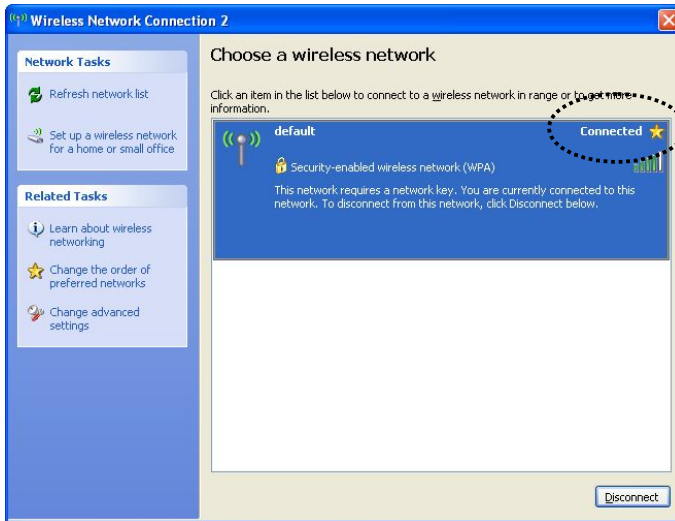 Wireless Network Connection 2
Network Tasks
Refresh network list
Set up a wireless network
for a home or small office
Related Tasks
Learn about wireless
networking
Change the order of
preferred networks
Change advanced
settings
Choose a wireless network
Click an item in the list below to connect to a wireless network in range or to get more
information.
default
Connected
Security-enabled wireless network (WPA)
This network requires a network key. You are currently connected to this
network. To disconnect from this network, click Disconnect below.
Disconnect